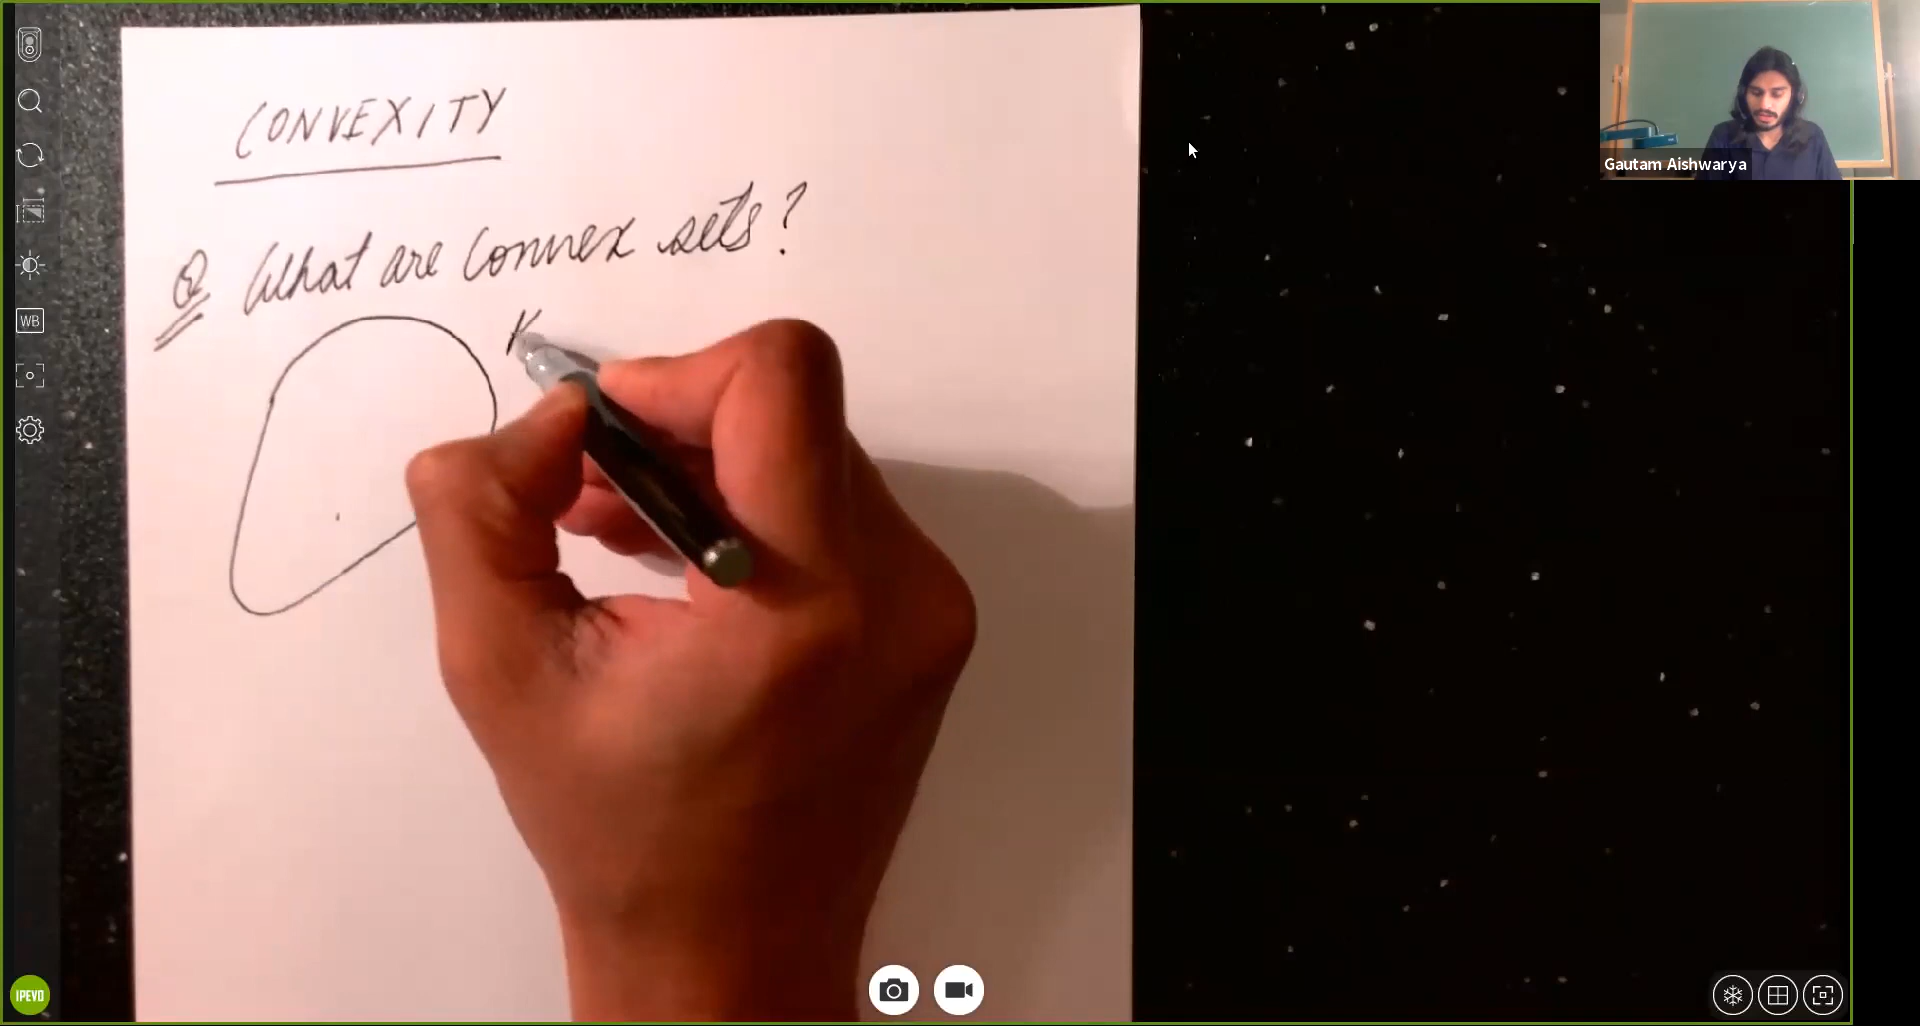 CONVEXITY
Q What are convex sets?
K
WB
IPEVO
Gautam Aishwarya